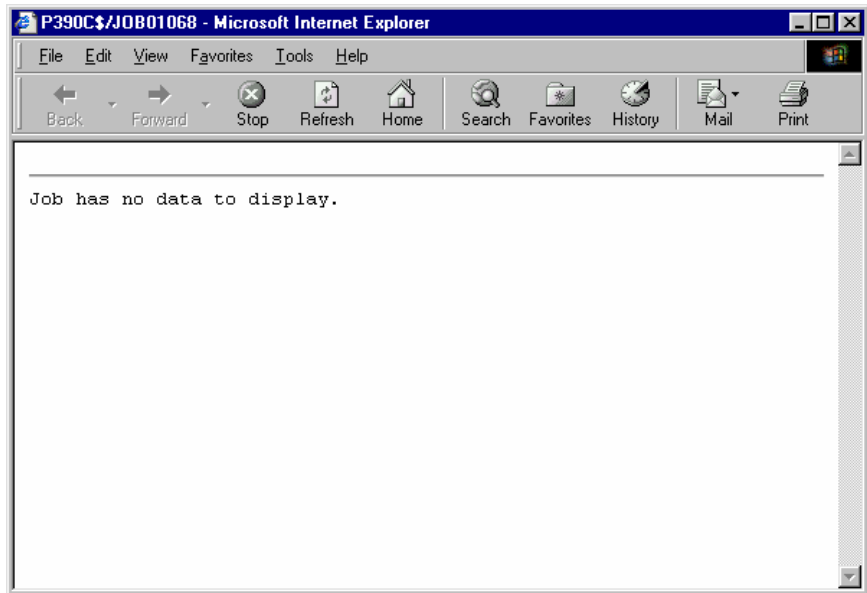 P390C$/JOB01068 - Microsoft Internet Explorer
File Edit View Favorites Tools Help
Back Forward Stop Refresh Home Search Favorites History Mail Print
Job has no data to display.